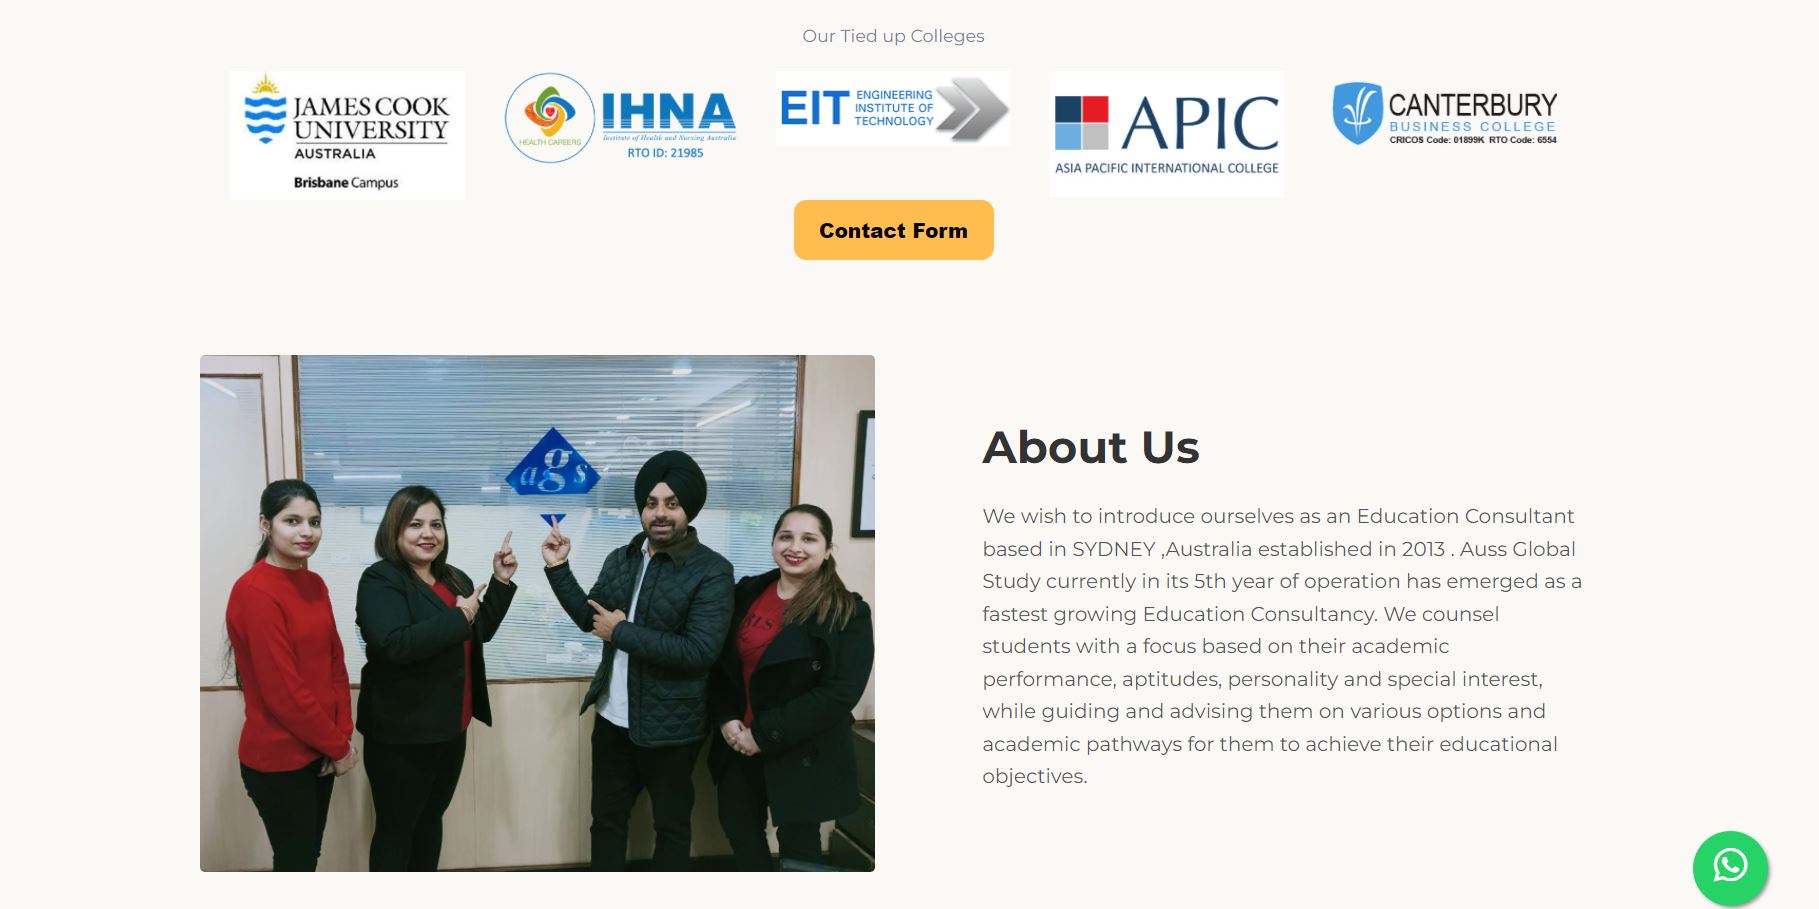 Our Tied up Colleges
JAMES COOK
UNIVERSITY
AUSTRALIA
Brisbane Campus
HEALTH CAREERS
IHNA
Institute of Health and Nursing Australia
RTO ID: 21985
EIT
ENGINEERING
INSTITUTE OF
TECHNOLOGY
APIC
ASIA PACIFIC INTERNATIONAL COLLEGE
CANTERBURY
BUSINESS COLLEGE
CRICOS Code: 01899K RTO Code: 6554
Contact Form
ags
About Us
We wish to introduce ourselves as an Education Consultant
based in SYDNEY ,Australia established in 2013 . Auss Global
Study currently in its 5th year of operation has emerged as a
fastest growing Education Consultancy. We counsel
students with a focus based on their academic
performance, aptitudes, personality and special interest,
while guiding and advising them on various options and
academic pathways for them to achieve their educational
objectives.